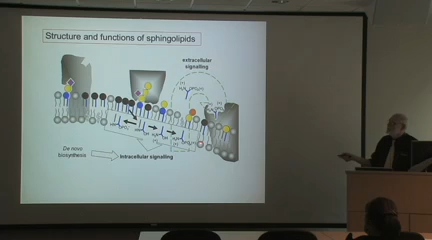 Structure and functions of sphingolipids
extracellular
signalling
De novo
biosynthesis
Intracellular signalling